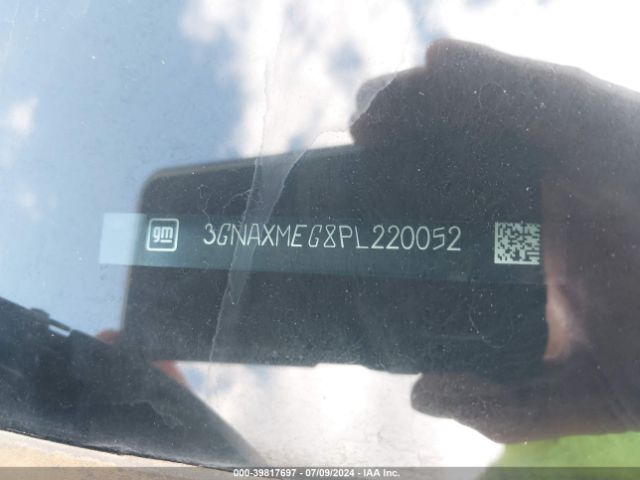 gm 3GNAXMEG8PL220052
000-39817697 - 07/09/2024 - IAA Inc.